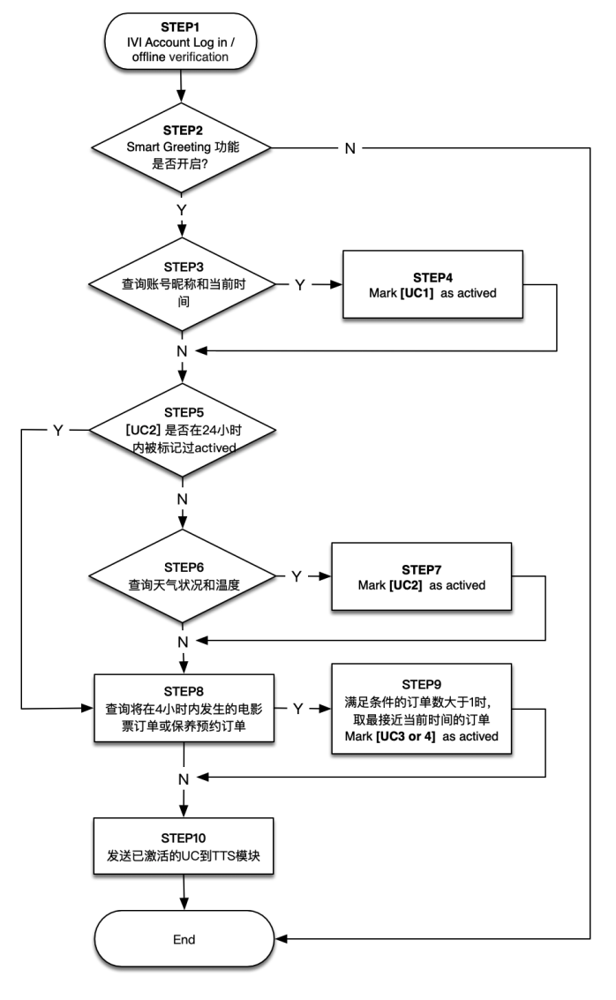 STEP1
IVI Account Log in /
offline verification
STEP2
Smart Greeting 功能
是否开启?
N
Y
STEP3
查询账号昵称和当前时
间
Y
STEP4
Mark [UC1] as actived
N
STEP5
[UC2] 是否在24小时
内被标记过actived
Y
N
STEP6
查询天气状况和温度
Y
STEP7
Mark [UC2] as actived
N
STEP8
查询将在4小时内发生的电影
票订单或保养预约订单
Y
STEP9
满足条件的订单数大于1时,
取最接近当前时间的订单
Mark [UC3 or 4] as actived
N
STEP10
发送已激活的UC到TTS模块
End